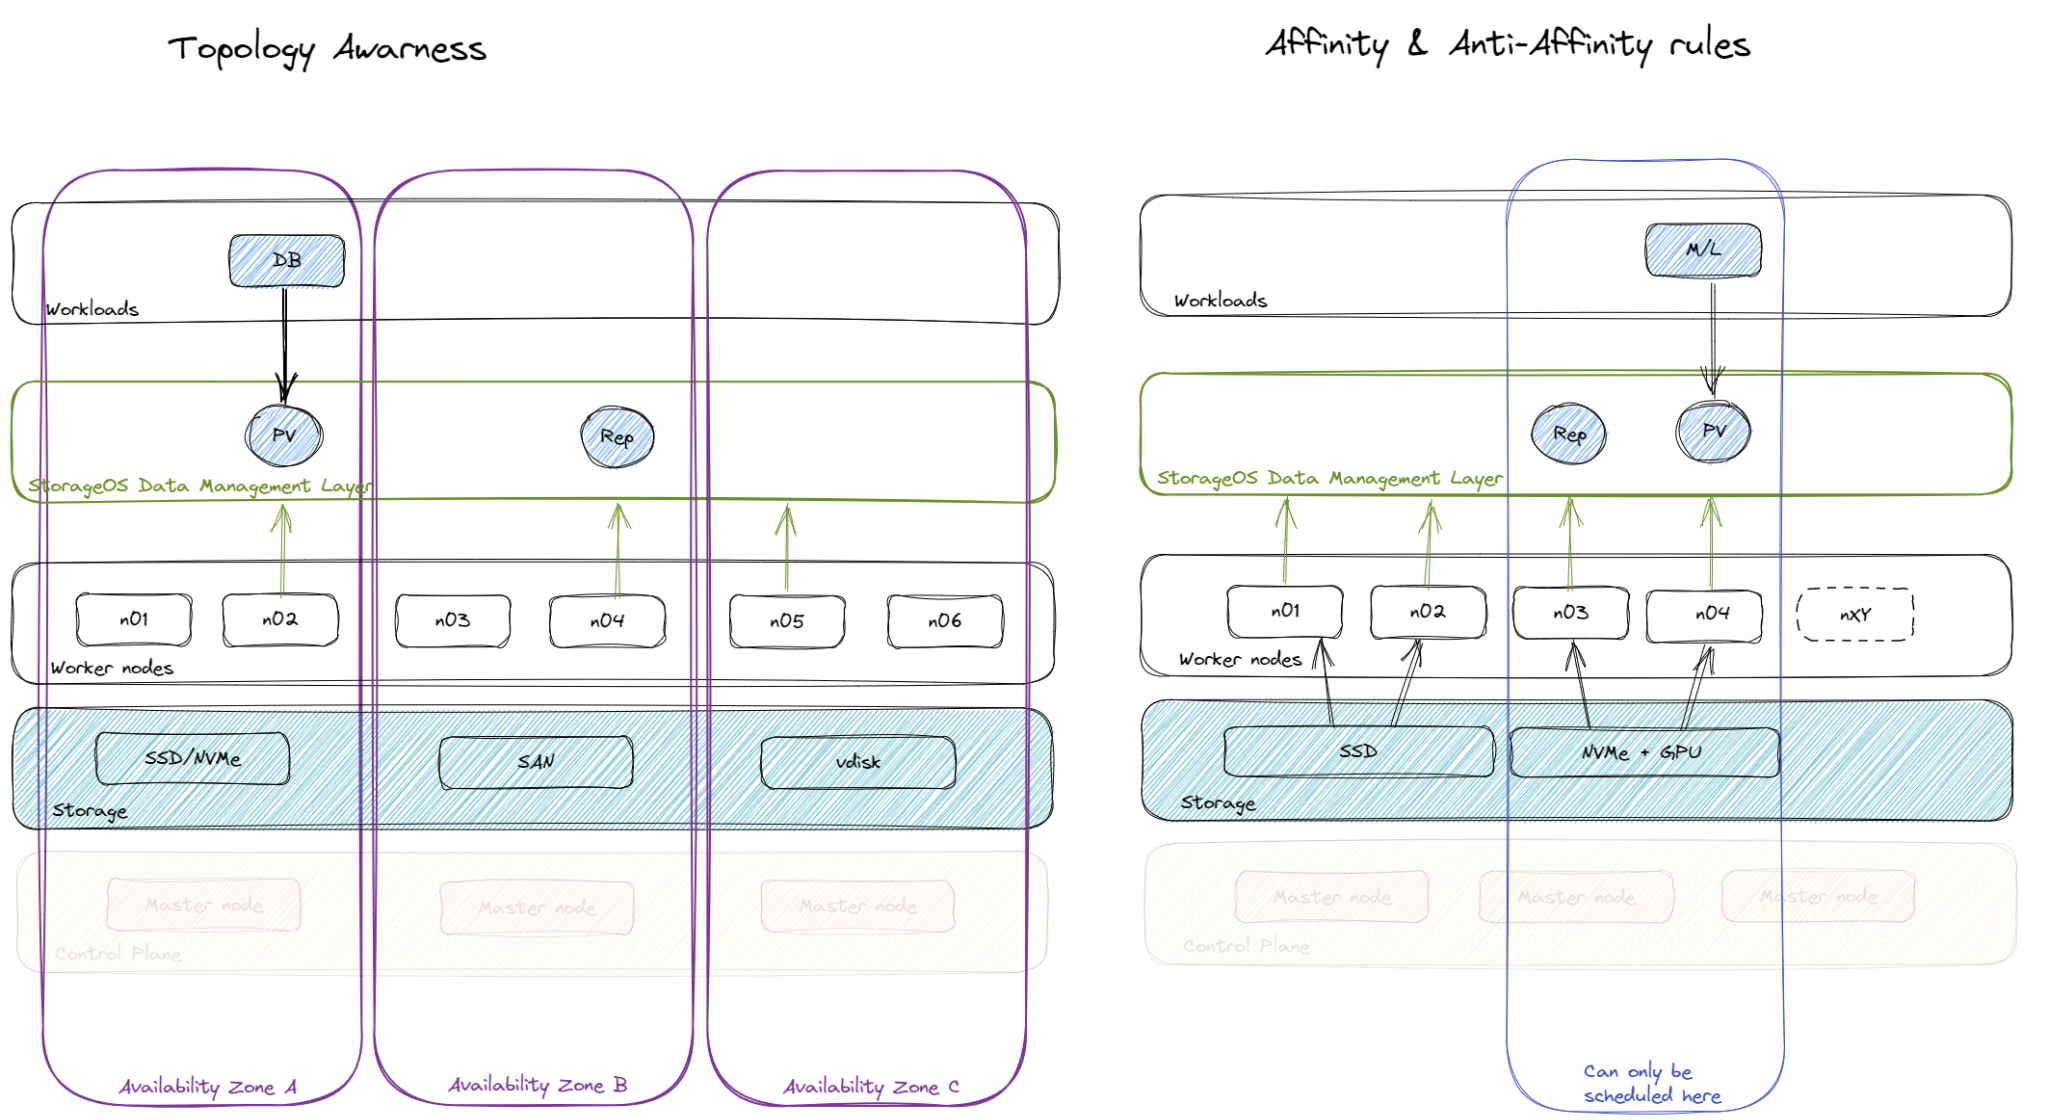 Topology Awarness
DB
Workloads
PV
Rep
StorageOS Data Management Layer
n01
n02
n03
n04
n05
n06
Worker nodes
SSD/NVMe
SAN
vdisk
Storage
Master node
Master node
Master node
Control Plane
Availability Zone A
Availability Zone B
Availability Zone C
Affinity & Anti-Affinity rules
M/L
Workloads
Rep
PV
StorageOS Data Management Layer
n01
n02
n03
n04
nXY
Worker nodes
SSD
NVMe + GPU
Storage
Master node
Master node
Master node
Control Plane
Can only be
scheduled here